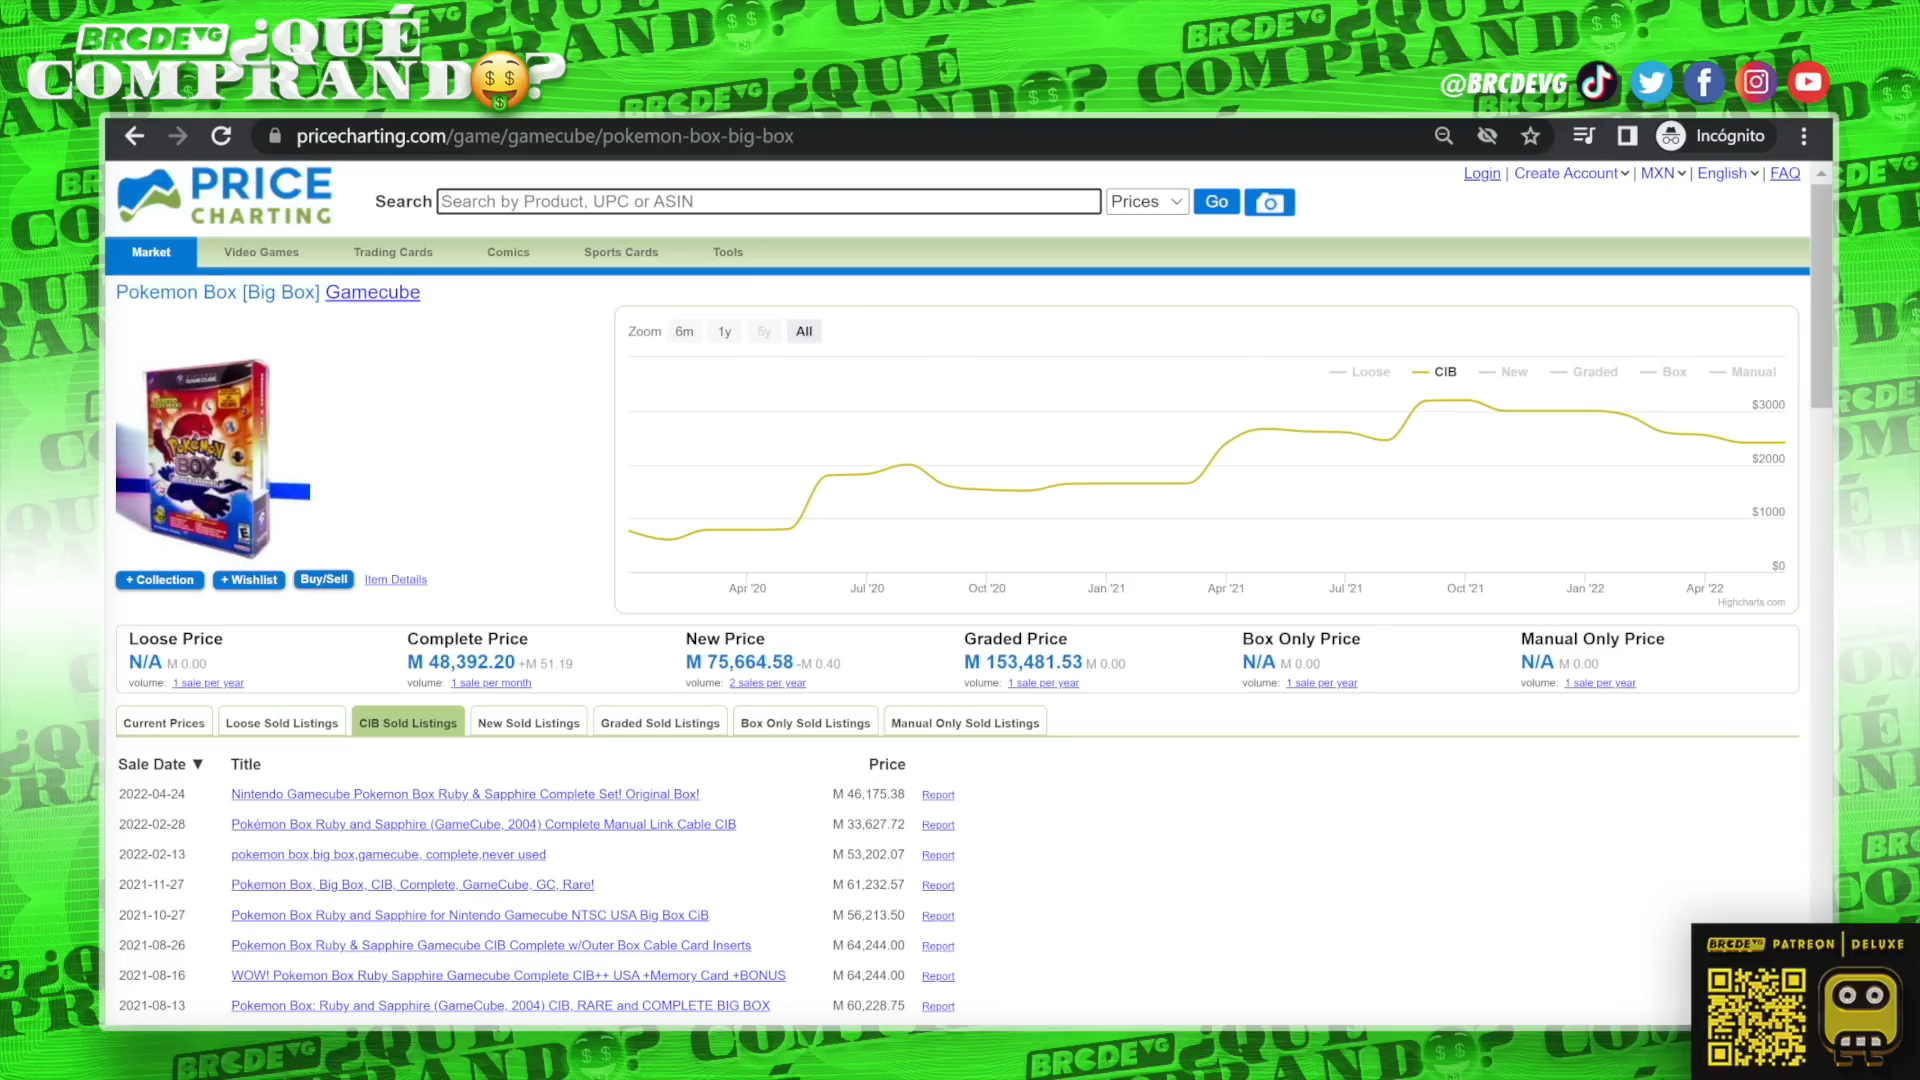 BRCDEVG ¿QUÉ
COMPRANDO?
@BRCDEVG
pricecharting.com/game/gamecube/pokemon-box-big-box
Incógnito
PRICE
CHARTING
Search Search by Product, UPC or ASIN Prices Go
Login | Create Account | MXN | English | FAQ
Market Video Games Trading Cards Comics Sports Cards Tools
Pokemon Box [Big Box] Gamecube
POKÉMON
BOX
+ Collection + Wishlist Buy/Sell Item Details
Zoom 6m 1y 5y All
Loose CIB New Graded Box Manual
$3000
$2000
$1000
$0
Apr '20 Jul '20 Oct '20 Jan '21 Apr '21 Jul '21 Oct '21 Jan '22 Apr '22
Highcharts.com
Loose Price Complete Price New Price Graded Price Box Only Price Manual Only Price
N/A M 0.00 M 48,392.20 +M 51.19 M 75,664.58 -M 0.40 M 153,481.53 M 0.00 N/A M 0.00 N/A M 0.00
volume: 1 sale per year volume: 1 sale per month volume: 2 sales per year volume: 1 sale per year volume: 1 sale per year volume: 1 sale per year
Current Prices Loose Sold Listings CIB Sold Listings New Sold Listings Graded Sold Listings Box Only Sold Listings Manual Only Sold Listings
Sale Date ▼ Title Price
2022-04-24 Nintendo Gamecube Pokemon Box Ruby & Sapphire Complete Set! Original Box! M 46,175.38 Report
2022-02-28 Pokémon Box Ruby and Sapphire (GameCube, 2004) Complete Manual Link Cable CIB M 33,627.72 Report
2022-02-13 pokemon box,big box,gamecube, complete,never used M 53,202.07 Report
2021-11-27 Pokemon Box, Big Box, CIB, Complete, GameCube, GC, Rare! M 61,232.57 Report
2021-10-27 Pokemon Box Ruby and Sapphire for Nintendo Gamecube NTSC USA Big Box CiB M 56,213.50 Report
2021-08-26 Pokemon Box Ruby & Sapphire Gamecube CIB Complete w/Outer Box Cable Card Inserts M 64,244.00 Report
2021-08-16 WOW! Pokemon Box Ruby Sapphire Gamecube Complete CIB++ USA +Memory Card +BONUS M 64,244.00 Report
2021-08-13 Pokemon Box: Ruby and Sapphire (GameCube, 2004) CIB, RARE and COMPLETE BIG BOX M 60,228.75 Report
BRCDEVG PATREON | DELUXE